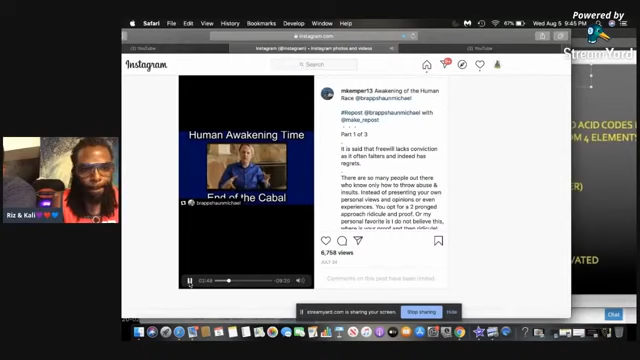 Powered by
StreamYard
Safari File Edit View History Bookmarks Develop Window Help
67% Wed Aug 5 9:45 PM
instagram.com
YouTube
Instagram (@instagram) • Instagram photos and videos
YouTube
Instagram
Search
mkemper13 Awakening of the Human
Race @brappshaunmichael
#Repost @brappshaunmichael with
@make_repost
Part 1 of 3
It is said that freewill lacks conviction
as it often falters and indeed has
regrets.
There are so many people out there
who know only how to throw abuse &
insults. Instead of presenting your own
personal views and opinions or even
experiences. You opt for a 2 pronged
approach ridicule and proof. Or my
personal favorite is I do not believe this,
where is your proof and then ridicule!
Human Awakening Time
End of the Cabal
brappshaunmichael
6,758 views
JULY 24
Comments on this post have been limited.
Riz & Kali
streamyard.com is sharing your screen.
Stop sharing
Hide
ACID CODES
4 ELEMENTS
Chat